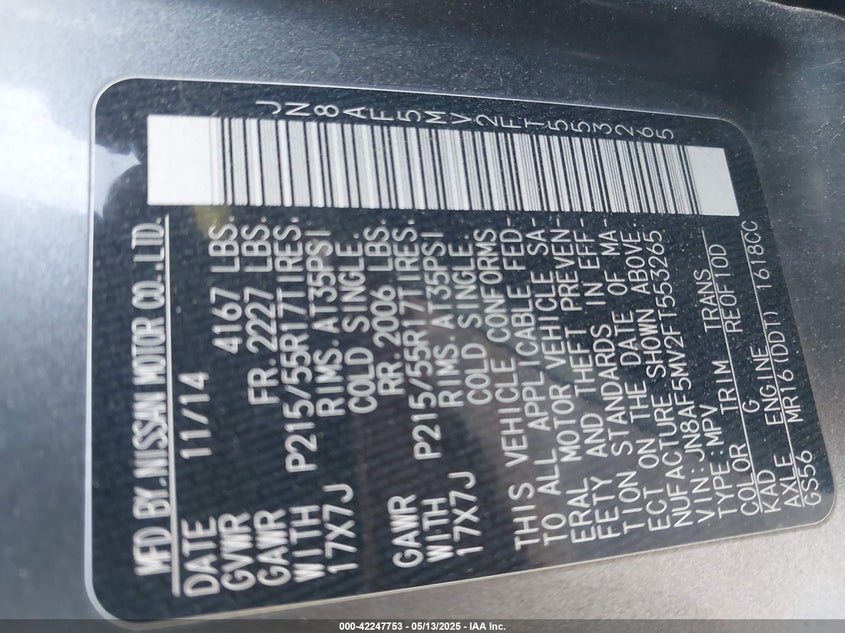 MFD BY.NISSAN MOTOR CO.,LTD.
DATE 11/14
GVWR 4167 LBS.
GAWR FR. 2227 LBS.
WITH P215/55R17TIRES.
17X7J RIMS.AT35PSI
COLD SINGLE.
GAWR RR. 2006 LBS.
WITH P215/55R17TIRES.
17X7J RIMS.AT35PSI
COLD SINGLE.
THIS VEHICLE CONFORMS
TO ALL APPLICABLE FED-
ERAL MOTOR VEHICLE SA-
FETY AND THEFT PREVEN-
TION STANDARDS IN EFF-
ECT ON THE DATE OF MA-
NUFACTURE SHOWN ABOVE.
VIN:JN8AF5MV2FT553265
TYPE:MPV
COLOR TRIM TRANS
KAD G RE0F10D
AXLE ENGINE
GS56 MR16(DDT) 1618CC
JN8AF5MV2FT553265
000-42247753 — 05/13/2025 — IAA Inc.